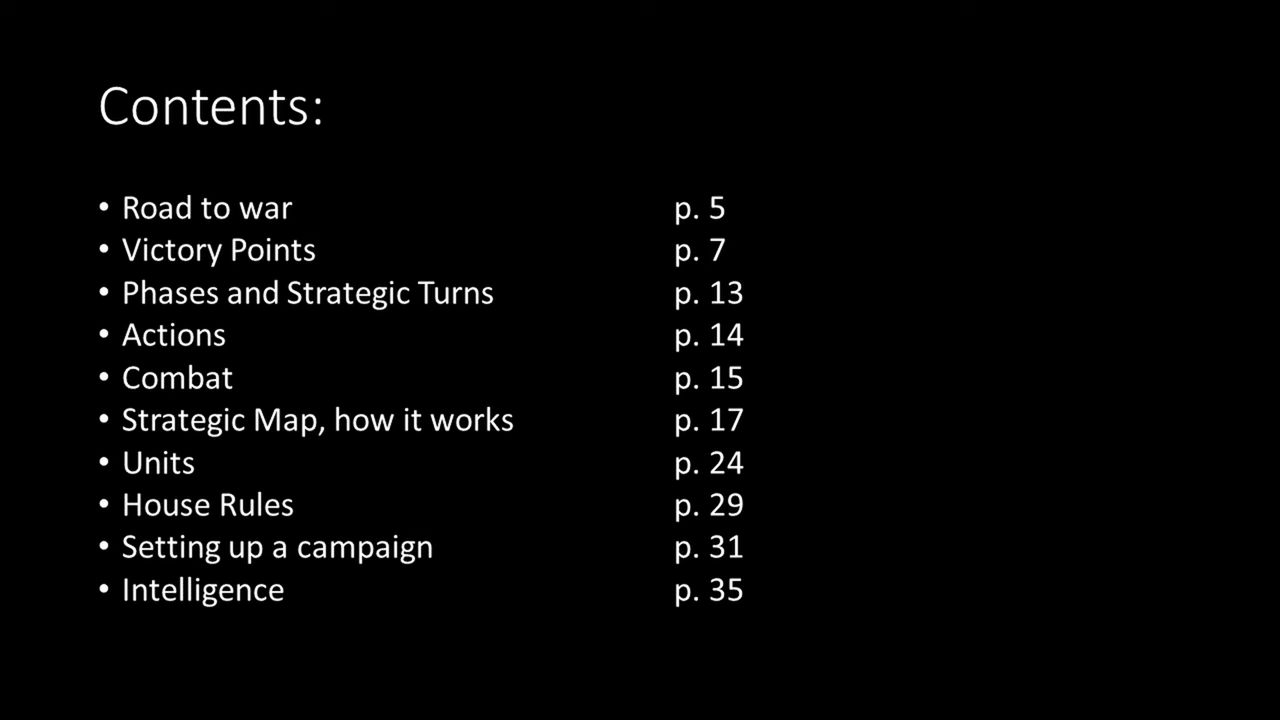 Contents:
• Road to war p. 5
• Victory Points p. 7
• Phases and Strategic Turns p. 13
• Actions p. 14
• Combat p. 15
• Strategic Map, how it works p. 17
• Units p. 24
• House Rules p. 29
• Setting up a campaign p. 31
• Intelligence p. 35